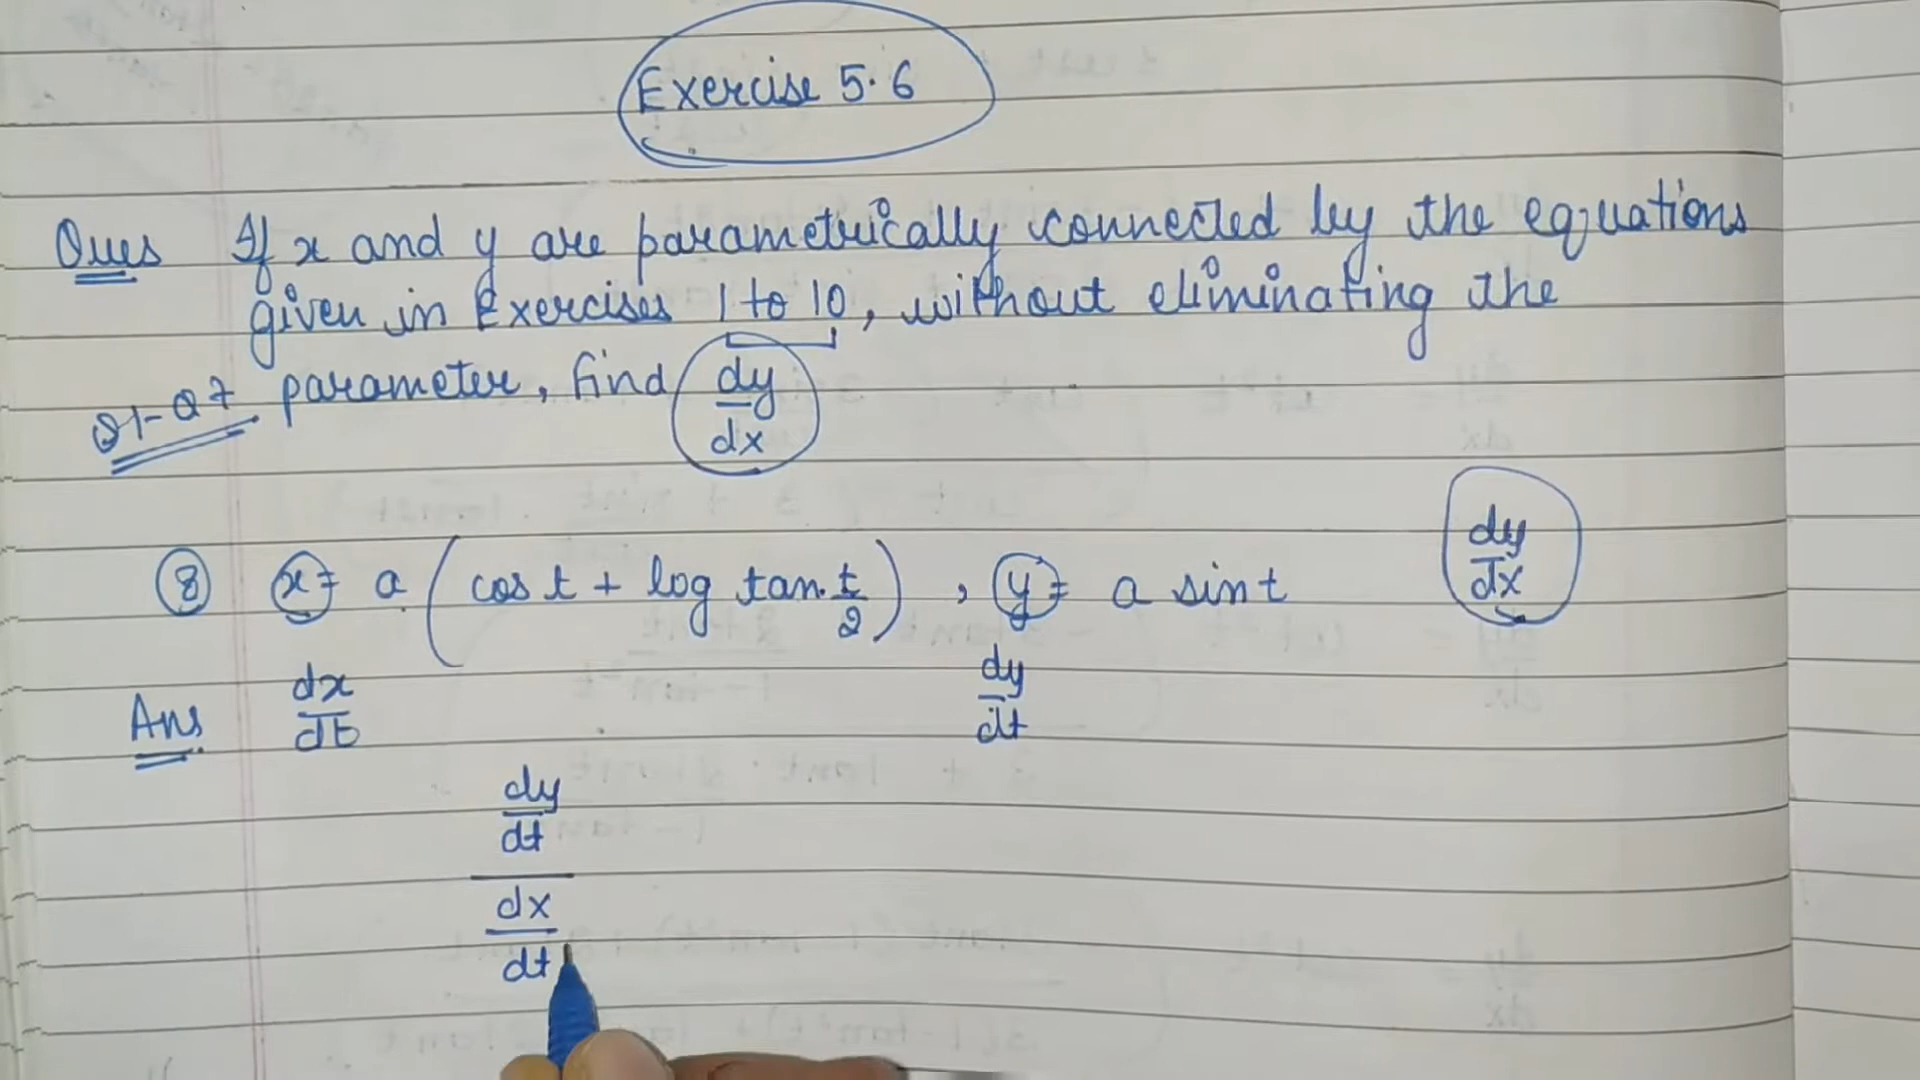 Exercise 5.6
Ques If x and y are parametrically connected by the equations
given in Exercises 1 to 10, without eliminating the
Q1-Q7 parameter, find dy/dx
dy/dx
8 x = a (cos t + log tan t/2), y = a sin t
Ans dx/dt dy/dt
dy/dt
dx/dt